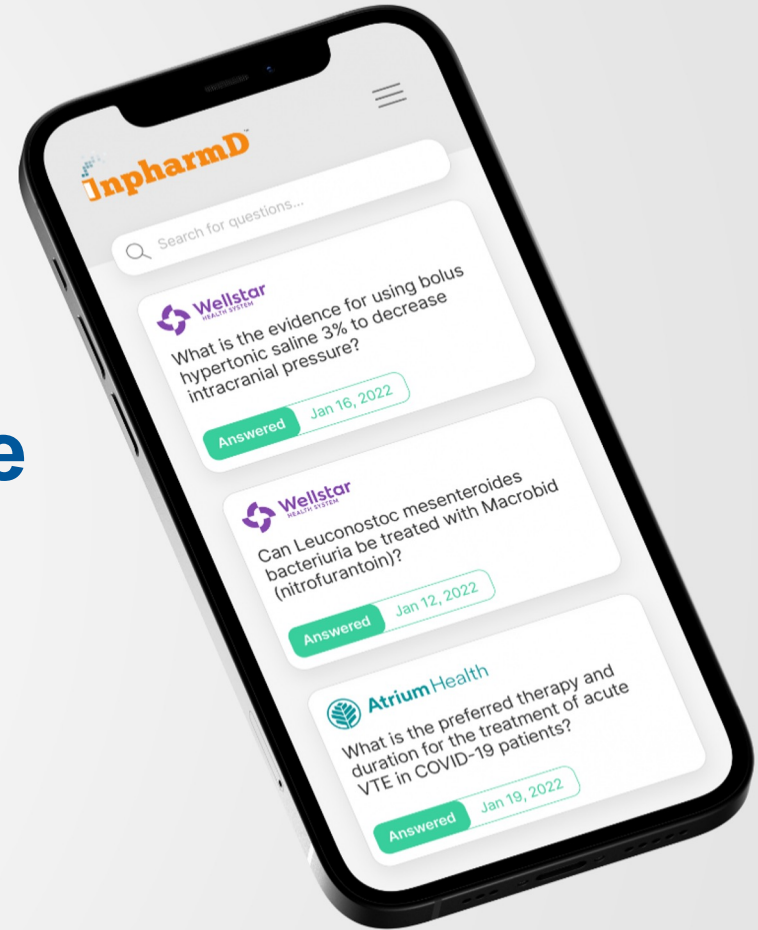 InpharmD™
Search for questions...
Wellstar
HEALTH SYSTEM
What is the evidence for using bolus
hypertonic saline 3% to decrease
intracranial pressure?
Answered Jan 16, 2022
e
Wellstar
HEALTH SYSTEM
Can Leuconostoc mesenteroides
bacteriuria be treated with Macrobid
(nitrofurantoin)?
Answered Jan 12, 2022
Atrium Health
What is the preferred therapy and
duration for the treatment of acute
VTE in COVID-19 patients?
Answered Jan 19, 2022